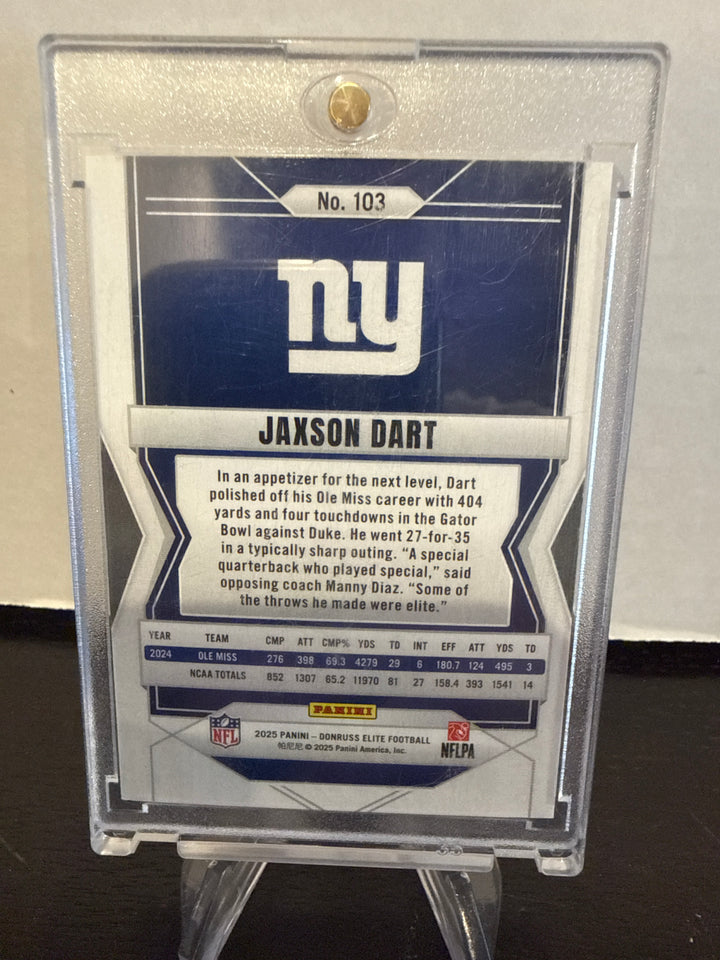 No. 103
ny
JAXSON DART
In an appetizer for the next level, Dart
polished off his Ole Miss career with 404
yards and four touchdowns in the Gator
Bowl against Duke. He went 27-for-35
in a typically sharp outing. “A special
quarterback who played special,” said
opposing coach Manny Diaz. “Some of
the throws he made were elite.”
YEAR TEAM CMP ATT CMP% YDS TD INT EFF ATT YDS TD
2024 OLE MISS 276 398 69.3 4279 29 6 180.7 124 495 3
NCAA TOTALS 852 1307 65.2 11970 81 27 158.4 393 1541 14
PANINI
NFL
2025 PANINI – DONRUSS ELITE FOOTBALL
帕尼尼 © 2025 Panini America, Inc.
NFLPA